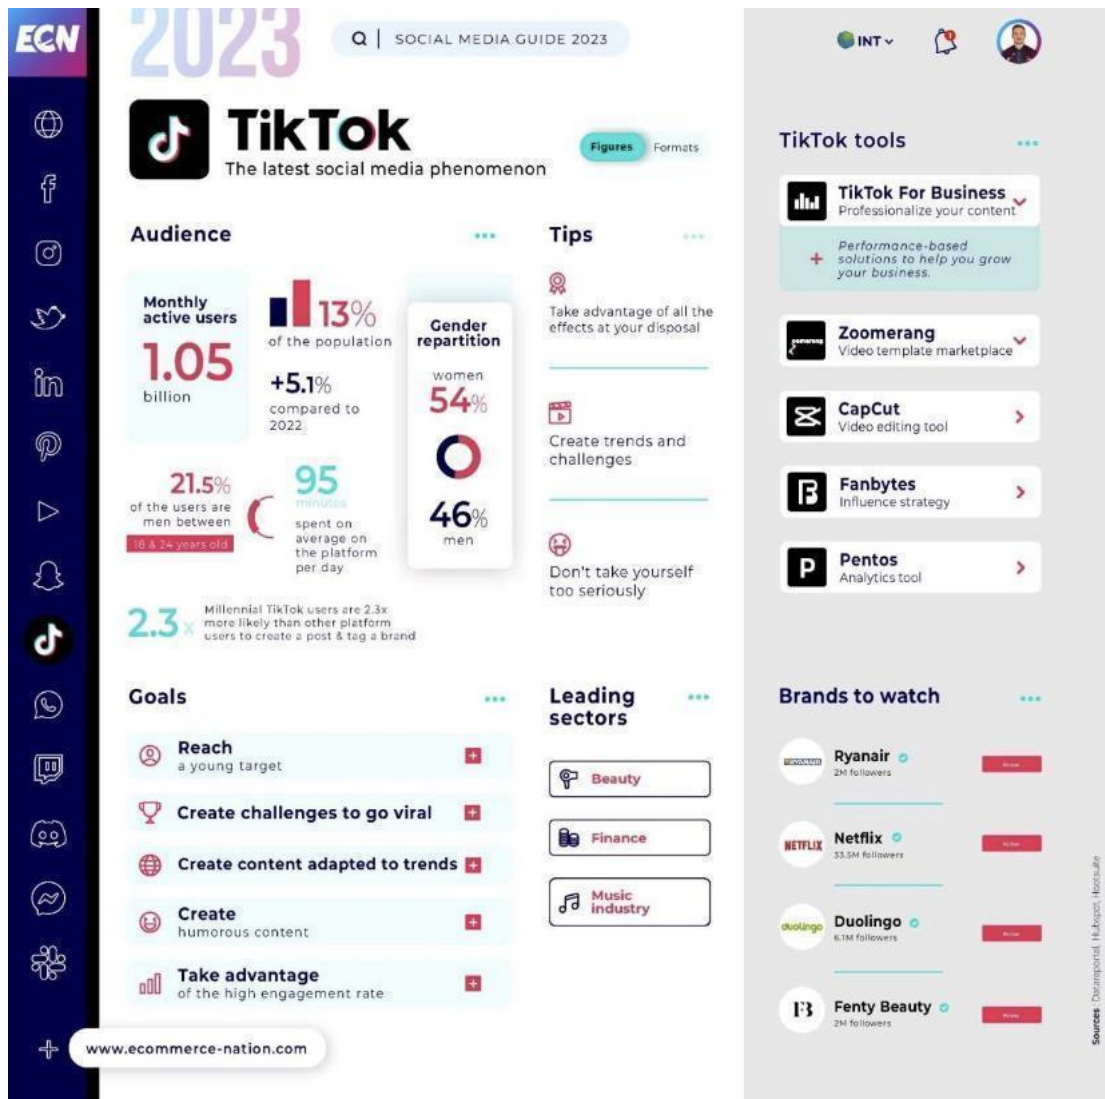 ECN
2023
SOCIAL MEDIA GUIDE 2023
INT
TikTok
The latest social media phenomenon
Figures
Formats
Audience
Monthly
active users
1.05
billion
13%
of the population
+5.1%
compared to
2022
Gender
repartition
women
54%
46%
men
21.5%
of the users are
men between
18 & 24 years old
95
minutes
spent on
average on
the platform
per day
2.3x
Millennial TikTok users are 2.3x
more likely than other platform
users to create a post & tag a brand
Tips
Take advantage of all the
effects at your disposal
Create trends and
challenges
Don't take yourself
too seriously
Goals
Reach
a young target
Create challenges to go viral
Create content adapted to trends
Create
humorous content
Take advantage
of the high engagement rate
Leading
sectors
Beauty
Finance
Music
industry
TikTok tools
TikTok For Business
Professionalize your content
+ Performance-based
solutions to help you grow
your business.
Zoomerang
Video template marketplace
CapCut
Video editing tool
Fanbytes
Influence strategy
P
Pentos
Analytics tool
Brands to watch
Ryanair
2M followers
NETFLIX
Netflix
33.5M followers
duolingo
Duolingo
6.1M followers
Fenty Beauty
2M followers
www.ecommerce-nation.com
Sources : Datareportal, Hubspot, Hootsuite